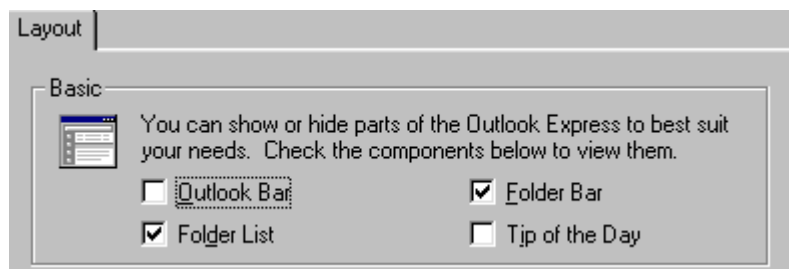 Layout
Basic
You can show or hide parts of the Outlook Express to best suit
your needs. Check the components below to view them.
Outlook Bar
Folder Bar
Folder List
Tip of the Day